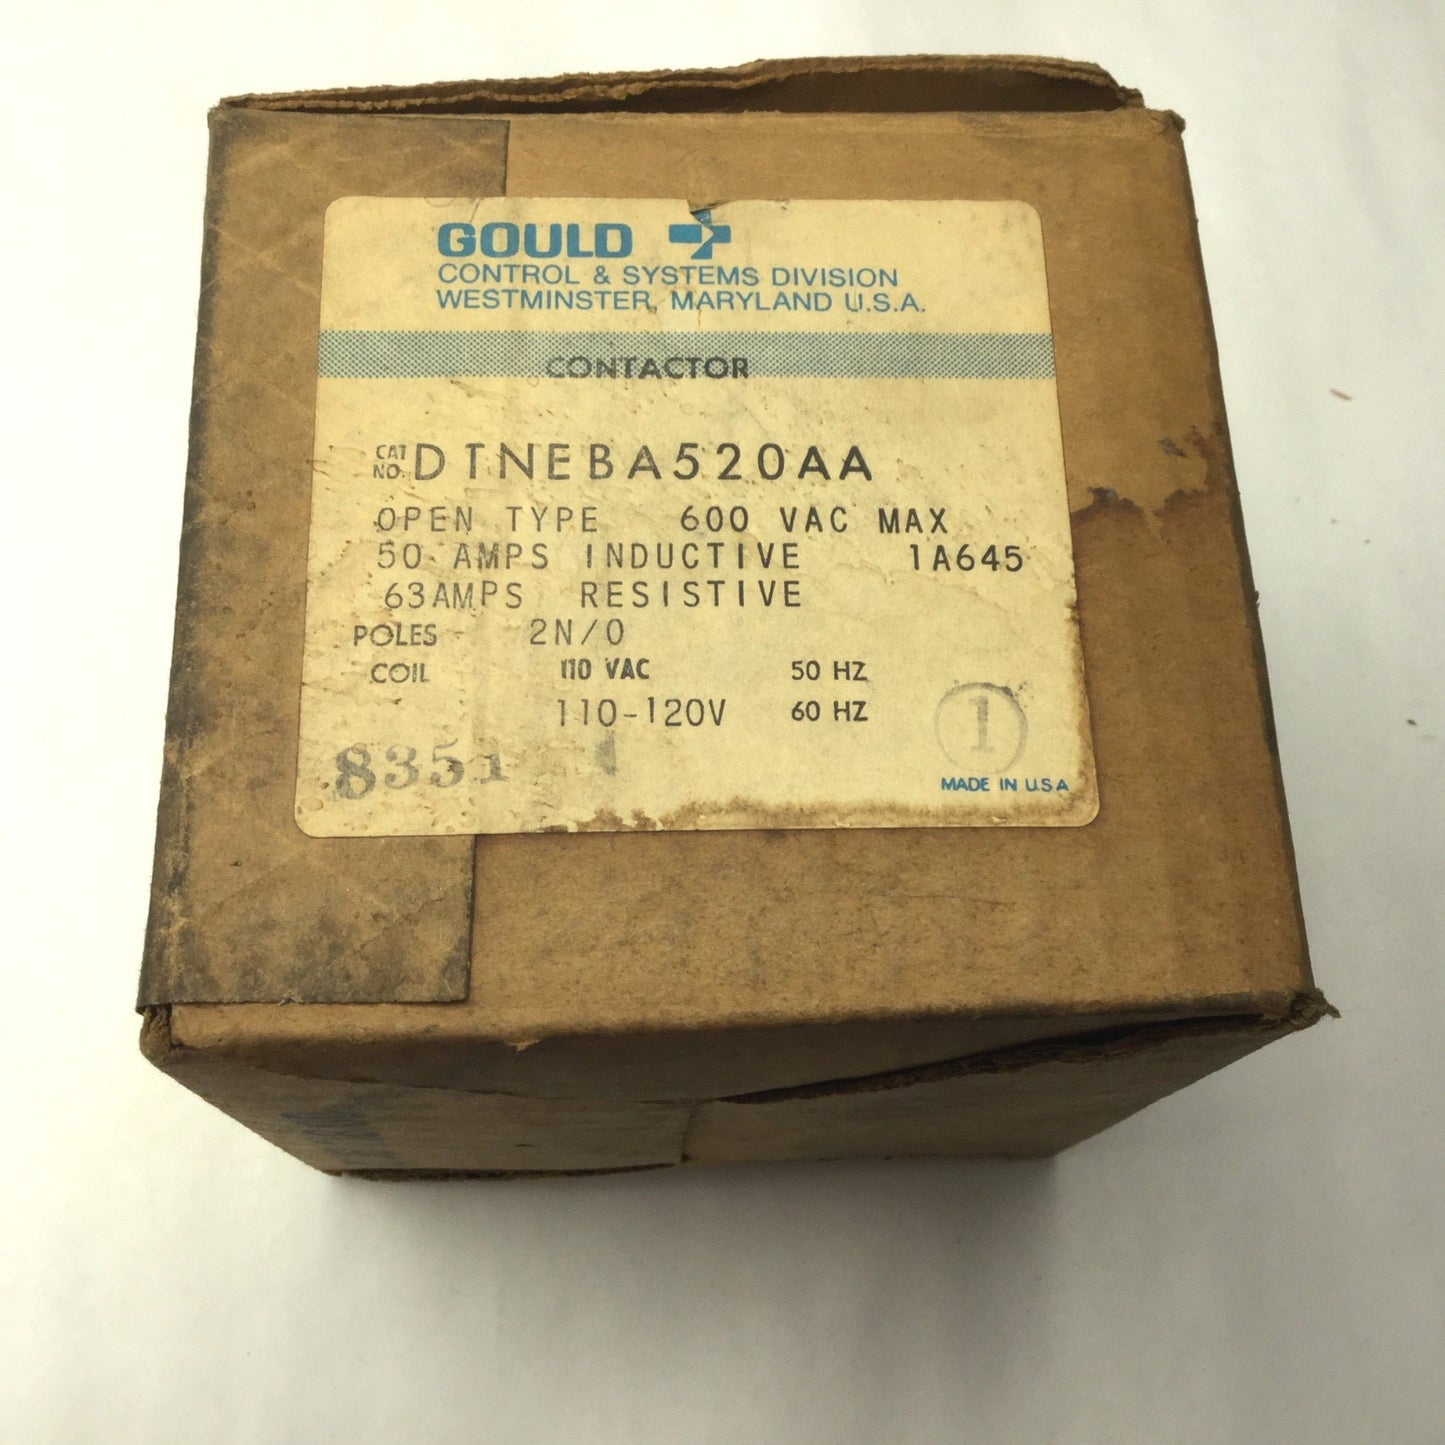 GOULD
CONTROL & SYSTEMS DIVISION
WESTMINSTER, MARYLAND U.S.A.
CONTACTOR
CAT NO. DTNEBA520AA
OPEN TYPE 600 VAC MAX
50 AMPS INDUCTIVE 1A645
63AMPS RESISTIVE
POLES 2N/O
COIL 110 VAC 50 HZ
110-120V 60 HZ
1
8351
MADE IN U.S.A